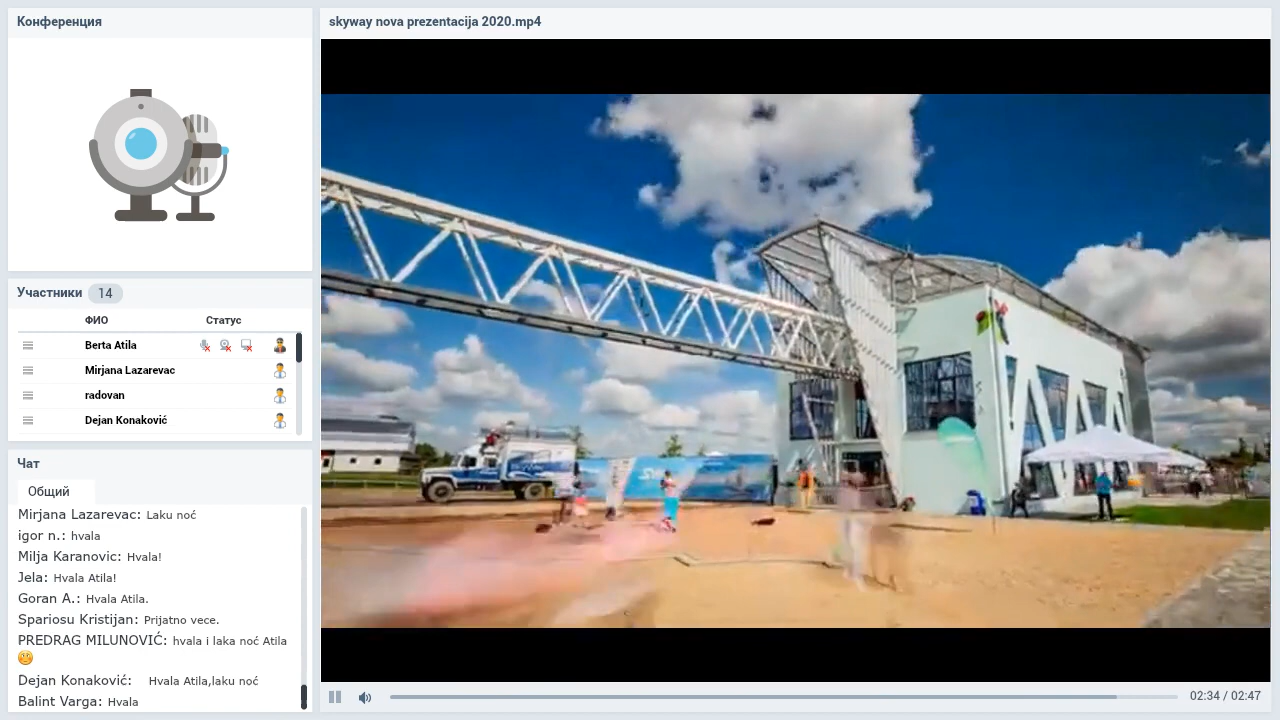 Конференция
skyway nova prezentacija 2020.mp4
Участники 14
ФИО Статус
Berta Atila
Mirjana Lazarevac
radovan
Dejan Konaković
Чат
Общий
Mirjana Lazarevac: Laku noć
igor n.: hvala
Milja Karanovic: Hvala!
Jela: Hvala Atila!
Goran A.: Hvala Atila.
Spariosu Kristijan: Prijatno vece.
PREDRAG MILUNOVIĆ: hvala i laka noć Atila
Dejan Konaković: Hvala Atila,laku noć
Balint Varga: Hvala
02:34 / 02:47